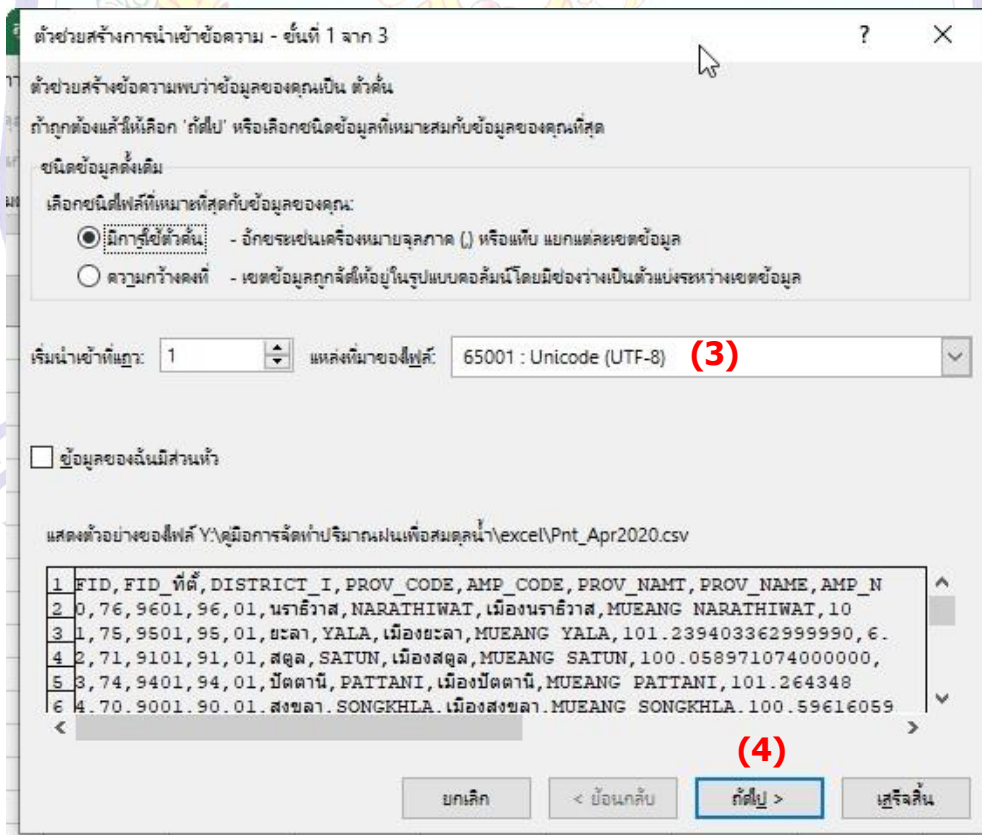 ตัวช่วยสร้างการนำเข้าข้อความ - ขั้นที่ 1 จาก 3
ตัวช่วยสร้างข้อความพบว่าข้อมูลของคุณเป็น ตัวคั่น
ถ้าถูกต้องแล้วให้เลือก 'ถัดไป' หรือเลือกชนิดข้อมูลที่เหมาะสมกับข้อมูลของคุณที่สุด
ชนิดข้อมูลดั้งเดิม
เลือกชนิดไฟล์ที่เหมาะที่สุดกับข้อมูลของคุณ:
มีการใช้ตัวคั่น - อักขระเช่นเครื่องหมายจุลภาค (,) หรือแท็บ แยกแต่ละเขตข้อมูล
ความกว้างคงที่ - เขตข้อมูลถูกจัดให้อยู่ในรูปแบบคอลัมน์โดยมีช่องว่างเป็นตัวแบ่งระหว่างเขตข้อมูล
เริ่มนำเข้าที่แถว: 1 แหล่งที่มาของไฟล์: 65001 : Unicode (UTF-8) (3)
ข้อมูลของฉันมีส่วนหัว
แสดงตัวอย่างของไฟล์ Y:\คู่มือการจัดทำปริมาณฝนเพื่อสมดุลน้ำ\excel\Pnt_Apr2020.csv
1 FID,FID_ที่ตั้,DISTRICT_I,PROV_CODE,AMP_CODE,PROV_NAMT,PROV_NAME,AMP_N
2 0,76,9601,96,01,นราธิวาส,NARATHIWAT,เมืองนราธิวาส,MUEANG NARATHIWAT,10
3 1,75,9501,95,01,ยะลา,YALA,เมืองยะลา,MUEANG YALA,101.239403362999990,6.
4 2,71,9101,91,01,สตูล,SATUN,เมืองสตูล,MUEANG SATUN,100.058971074000000,
5 3,74,9401,94,01,ปัตตานี,PATTANI,เมืองปัตตานี,MUEANG PATTANI,101.264348
6 4,70,9001,90,01,สงขลา,SONGKHLA,เมืองสงขลา,MUEANG SONGKHLA,100.59616059
(4)
ยกเลิก < ย้อนกลับ ถัดไป > เสร็จสิ้น